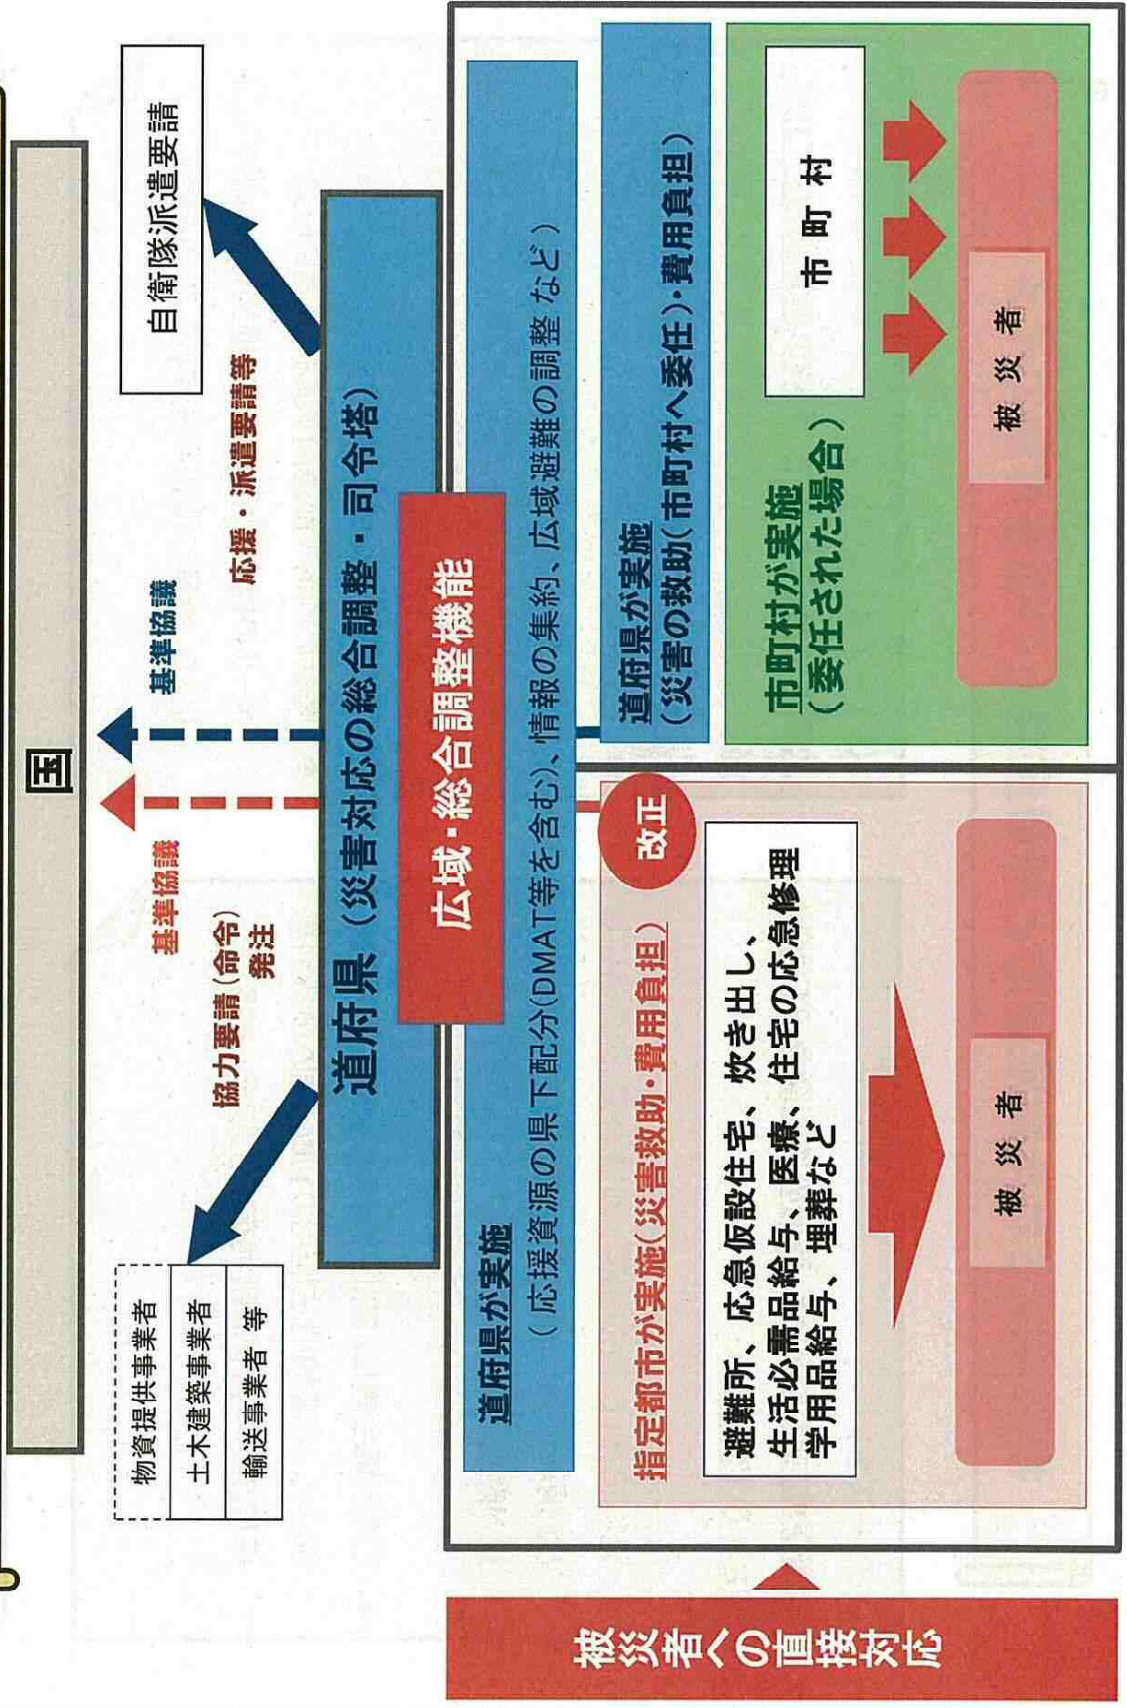 国
基準協議
基準協議
協力要請(命令)
発注
応援・派遣要請等
自衛隊派遣要請
物資提供事業者
土木建築事業者
輸送事業者 等
道府県（災害対応の総合調整・司令塔）
広域・総合調整機能
道府県が実施
（応援資源の県下配分(DMAT等を含む)、情報の集約、広域避難の調整 など）
指定都市が実施(災害救助・費用負担)
改正
避難所、応急仮設住宅、炊き出し、
生活必需品給与、医療、住宅の応急修理
学用品給与、埋葬など
被 災 者
道府県が実施
（災害の救助(市町村へ委任)・費用負担）
市町村が実施
（委任された場合）
市 町 村
被 災 者
被災者への直接対応